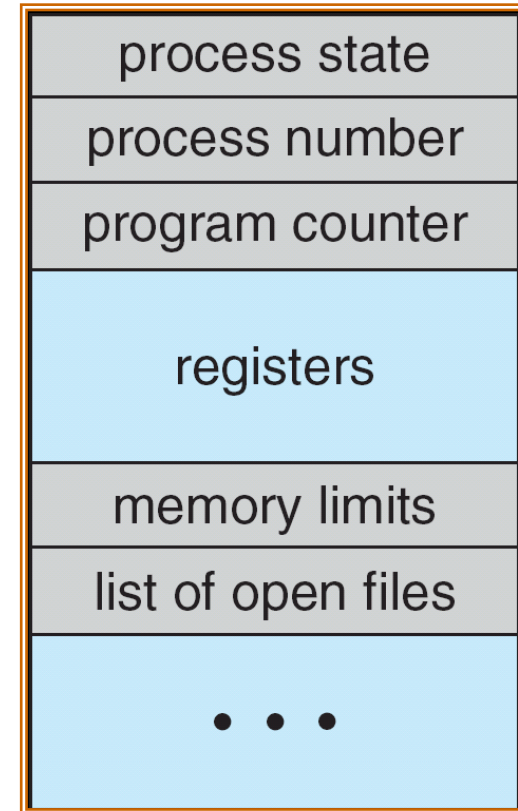 process state
process number
program counter
registers
memory limits
list of open files
• • •